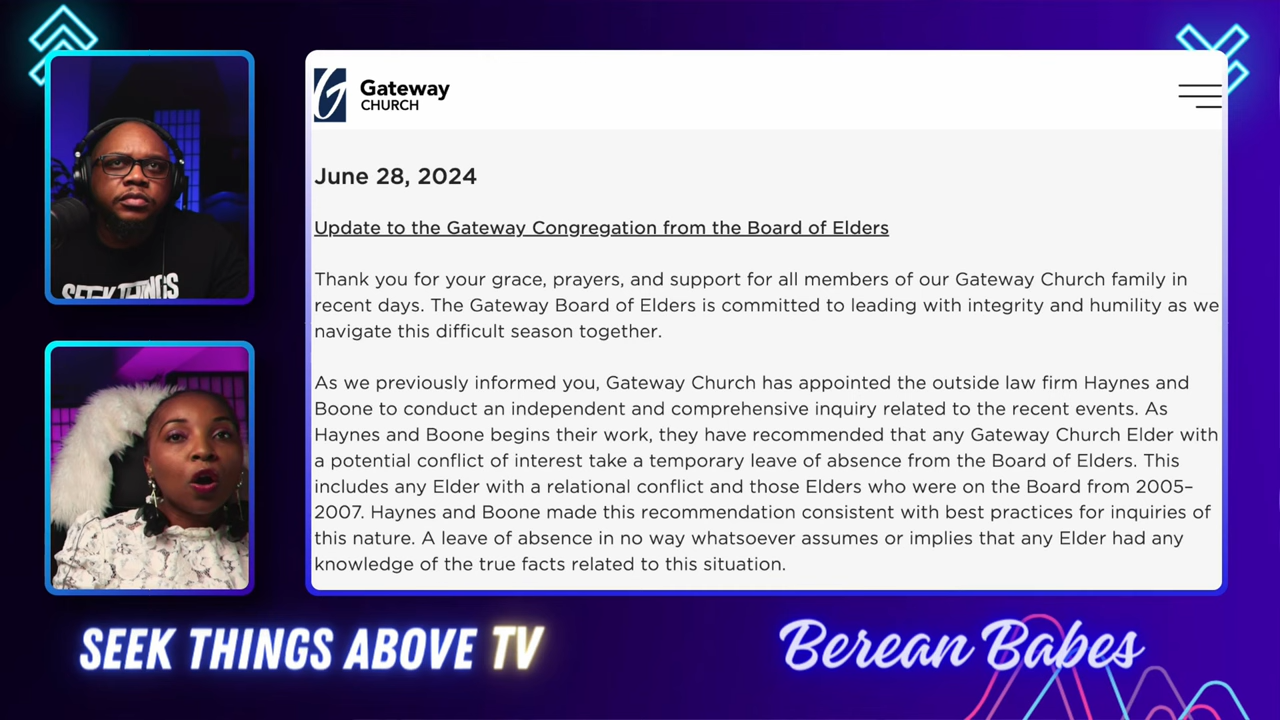 Gateway
CHURCH
June 28, 2024
Update to the Gateway Congregation from the Board of Elders
Thank you for your grace, prayers, and support for all members of our Gateway Church family in
recent days. The Gateway Board of Elders is committed to leading with integrity and humility as we
navigate this difficult season together.
As we previously informed you, Gateway Church has appointed the outside law firm Haynes and
Boone to conduct an independent and comprehensive inquiry related to the recent events. As
Haynes and Boone begins their work, they have recommended that any Gateway Church Elder with
a potential conflict of interest take a temporary leave of absence from the Board of Elders. This
includes any Elder with a relational conflict and those Elders who were on the Board from 2005–
2007. Haynes and Boone made this recommendation consistent with best practices for inquiries of
this nature. A leave of absence in no way whatsoever assumes or implies that any Elder had any
knowledge of the true facts related to this situation.
SEEK THINGS
SEEK THINGS ABOVE TV
Berean Babes